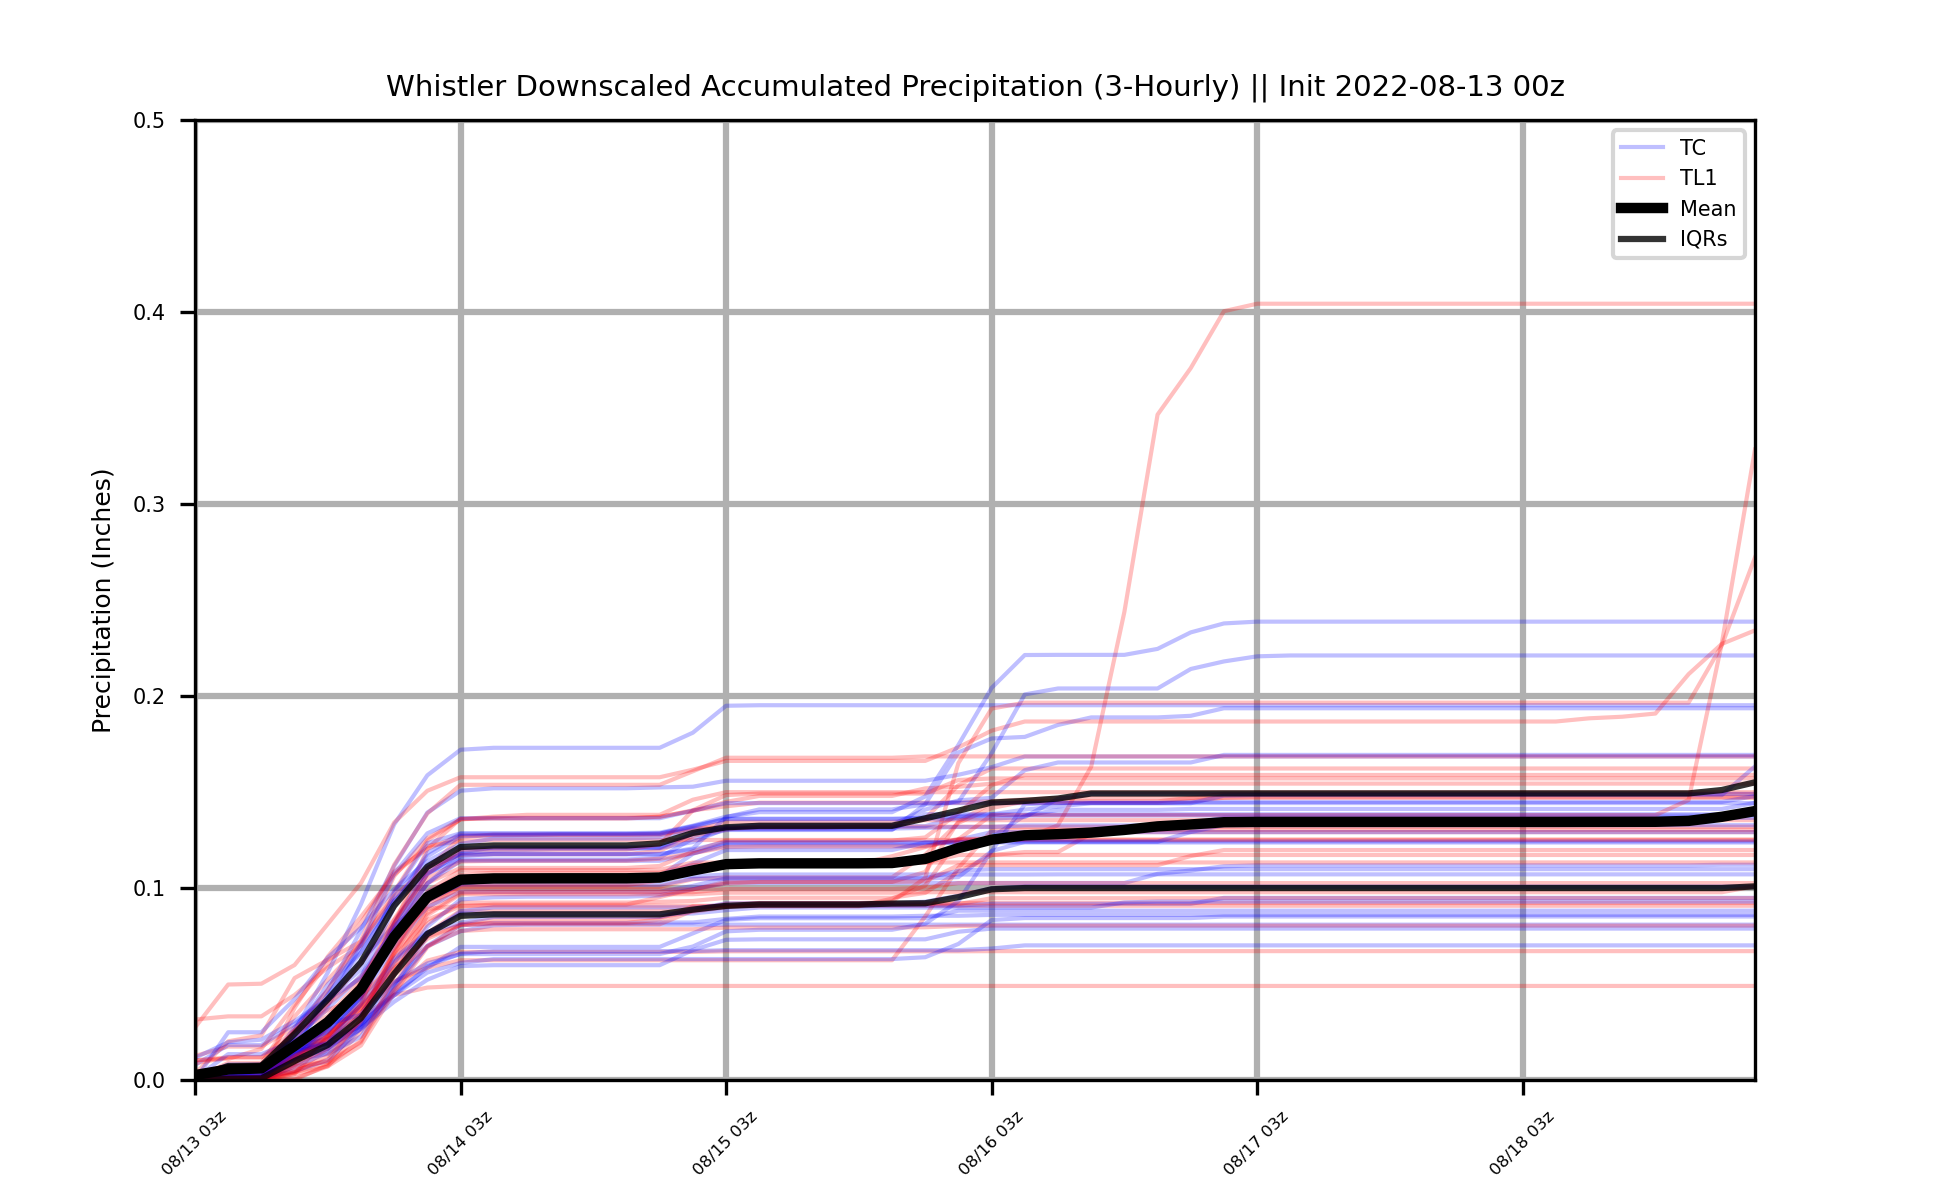 Whistler Downscaled Accumulated Precipitation (3-Hourly) || Init 2022-08-13 00z
0.5
0.4
0.3
0.2
0.1
0.0
Precipitation (Inches)
TC
TL1
Mean
IQRs
08/13 03z
08/14 03z
08/15 03z
08/16 03z
08/17 03z
08/18 03z